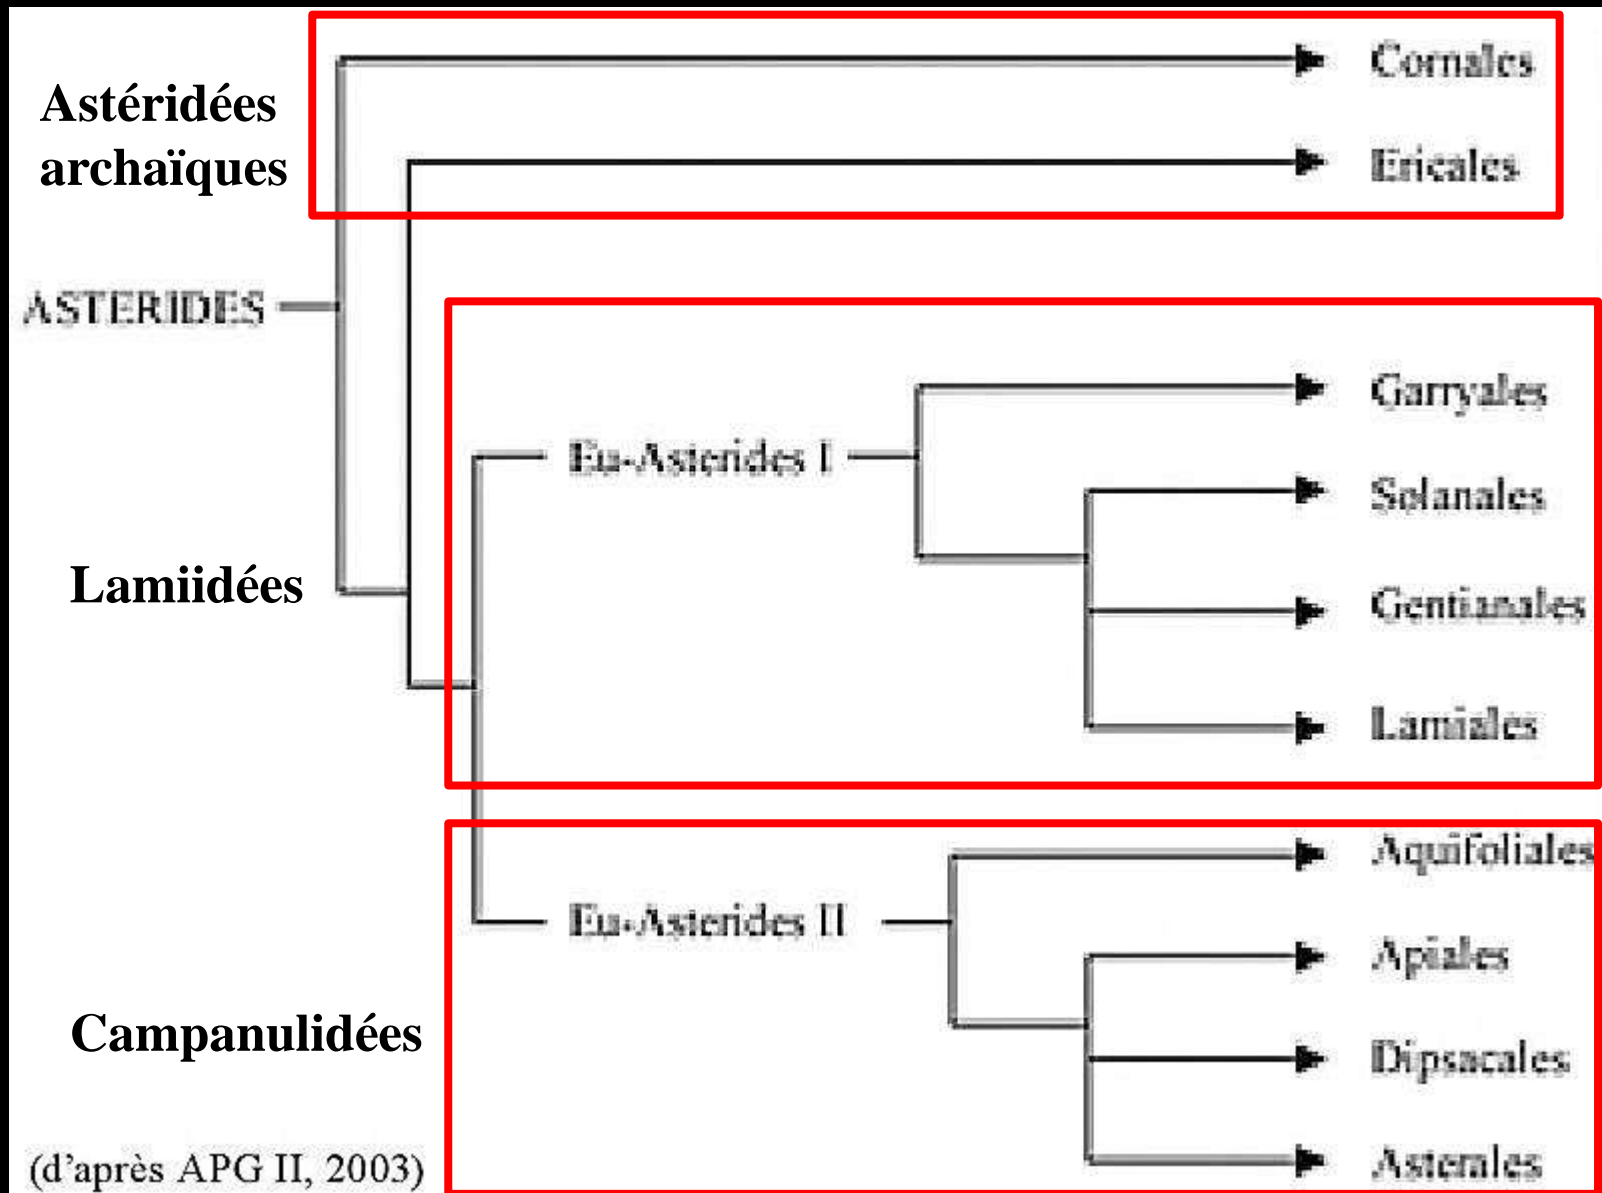 Cornales
Astéridées
archaïques
Ericales
ASTERIDES
Garryales
Eu-Asterides I
Solanales
Lamiidées
Gentianales
Lamiales
Aquifoliales
Eu-Asterides II
Apiales
Campanulidées
Dipsacales
Asterales
(d'après APG II, 2003)